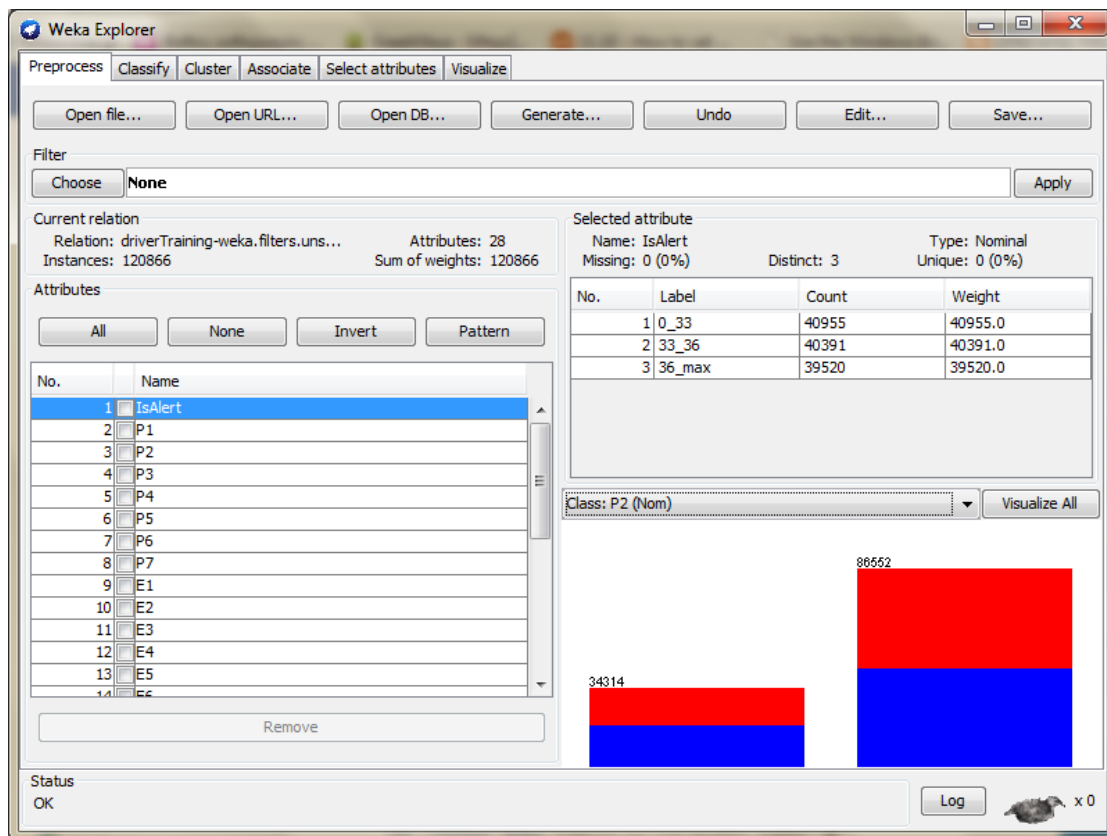 Weka Explorer
Preprocess Classify Cluster Associate Select attributes Visualize
Open file... Open URL... Open DB... Generate... Undo Edit... Save...
Filter
Choose None Apply
Current relation
Relation: driverTraining-weka.filters.uns... Attributes: 28
Instances: 120866 Sum of weights: 120866
Attributes
All None Invert Pattern
No. Name
1 IsAlert
2 P1
3 P2
4 P3
5 P4
6 P5
7 P6
8 P7
9 E1
10 E2
11 E3
12 E4
13 E5
14 E6
Remove
Selected attribute
Name: IsAlert Type: Nominal
Missing: 0 (0%) Distinct: 3 Unique: 0 (0%)
No. Label Count Weight
1 0_33 40955 40955.0
2 33_36 40391 40391.0
3 36_max 39520 39520.0
Class: P2 (Nom) Visualize All
86552
34314
Status
OK
Log x 0